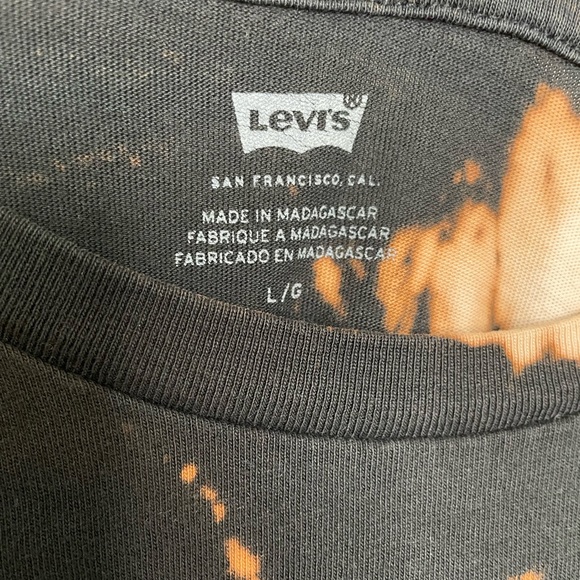 Levi's®
SAN FRANCISCO, CAL.
MADE IN MADAGASCAR
FABRIQUE A MADAGASCAR
FABRICADO EN MADAGASCAR
L/G